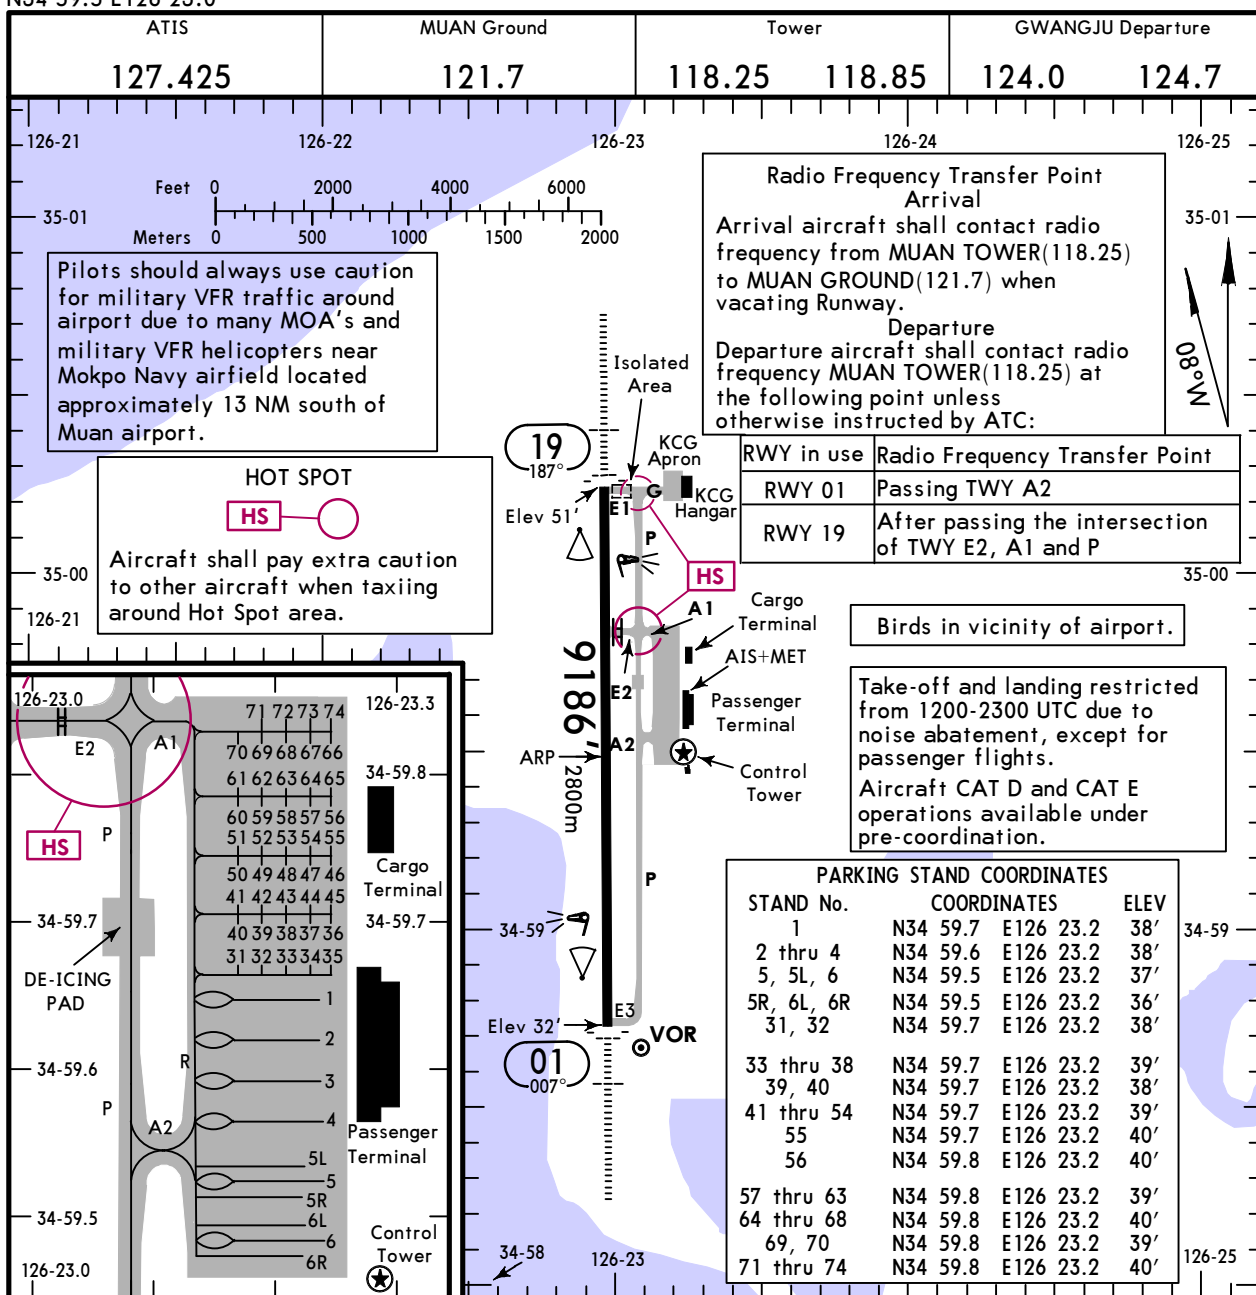 N34 59.5 E126 23.0
ATIS
127.425
MUAN Ground
121.7
Tower
118.25 118.85
GWANGJU Departure
124.0 124.7
126-21
126-22
126-23
126-24
126-25
Feet 0 2000 4000 6000
Meters 0 500 1000 1500 2000
35-01
35-01
Pilots should always use caution
for military VFR traffic around
airport due to many MOA's and
military VFR helicopters near
Mokpo Navy airfield located
approximately 13 NM south of
Muan airport.
Radio Frequency Transfer Point
Arrival
Arrival aircraft shall contact radio
frequency from MUAN TOWER(118.25)
to MUAN GROUND(121.7) when
vacating Runway.
Departure
Departure aircraft shall contact radio
frequency MUAN TOWER(118.25) at
the following point unless
otherwise instructed by ATC:
RWY in use Radio Frequency Transfer Point
RWY 01 Passing TWY A2
RWY 19 After passing the intersection
of TWY E2, A1 and P
08°W
HOT SPOT
HS
Aircraft shall pay extra caution
to other aircraft when taxiing
around Hot Spot area.
35-00
126-21
35-00
Isolated
Area
19
187°
KCG
Apron
G
KCG
Hangar
Elev 51'
E1
P
HS
A1
Cargo
Terminal
AIS+MET
E2
Passenger
Terminal
9186'
2800m
A2
ARP
Control
Tower
P
34-59
E3
Elev 32'
VOR
01
007°
34-58
126-23
Birds in vicinity of airport.
Take-off and landing restricted
from 1200-2300 UTC due to
noise abatement, except for
passenger flights.
Aircraft CAT D and CAT E
operations available under
pre-coordination.
34-59
PARKING STAND COORDINATES
STAND No. COORDINATES ELEV
1 N34 59.7 E126 23.2 38'
2 thru 4 N34 59.6 E126 23.2 38'
5, 5L, 6 N34 59.5 E126 23.2 37'
5R, 6L, 6R N34 59.5 E126 23.2 36'
31, 32 N34 59.7 E126 23.2 38'
33 thru 38 N34 59.7 E126 23.2 39'
39, 40 N34 59.7 E126 23.2 38'
41 thru 54 N34 59.7 E126 23.2 39'
55 N34 59.7 E126 23.2 40'
56 N34 59.8 E126 23.2 40'
57 thru 63 N34 59.8 E126 23.2 39'
64 thru 68 N34 59.8 E126 23.2 40'
69, 70 N34 59.8 E126 23.2 39'
71 thru 74 N34 59.8 E126 23.2 40'
126-25
126-23.0
126-23.3
E2
A1
71 72 73 74
70 69 68 67 66
61 62 63 64 65
34-59.8
60 59 58 57 56
51 52 53 54 55
P
HS
Cargo
Terminal
50 49 48 47 46
41 42 43 44 45
34-59.7
34-59.7
40 39 38 37 36
31 32 33 34 35
DE-ICING
PAD
1
2
R
34-59.6
3
P
A2
4
Passenger
Terminal
5L
5
5R
34-59.5
6L
6
6R
Control
Tower
126-23.0